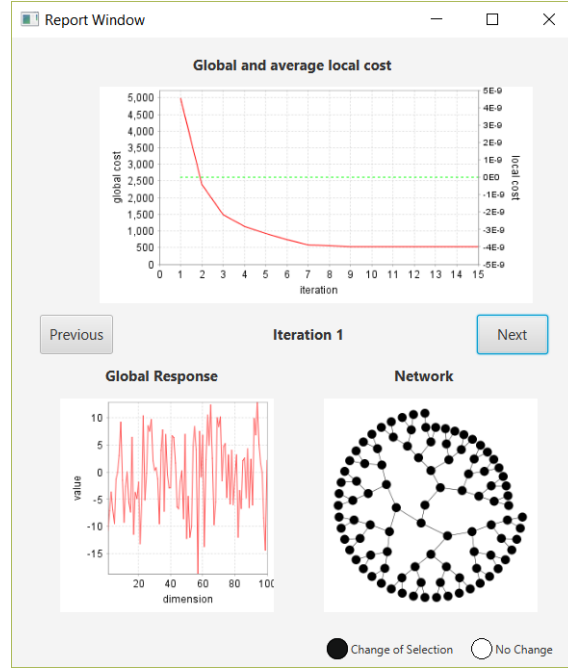 Report Window
Global and average local cost
5,000
4,500
4,000
3,500
3,000
2,500
2,000
1,500
1,000
500
0
global cost
5E-9
4E-9
3E-9
2E-9
1E-9
0E0
-1E-9
-2E-9
-3E-9
-4E-9
-5E-9
local cost
0 1 2 3 4 5 6 7 8 9 10 11 12 13 14 15
iteration
Previous
Iteration 1
Next
Global Response
Network
10
5
0
-5
-10
-15
value
20 40 60 80 100
dimension
Change of Selection
No Change